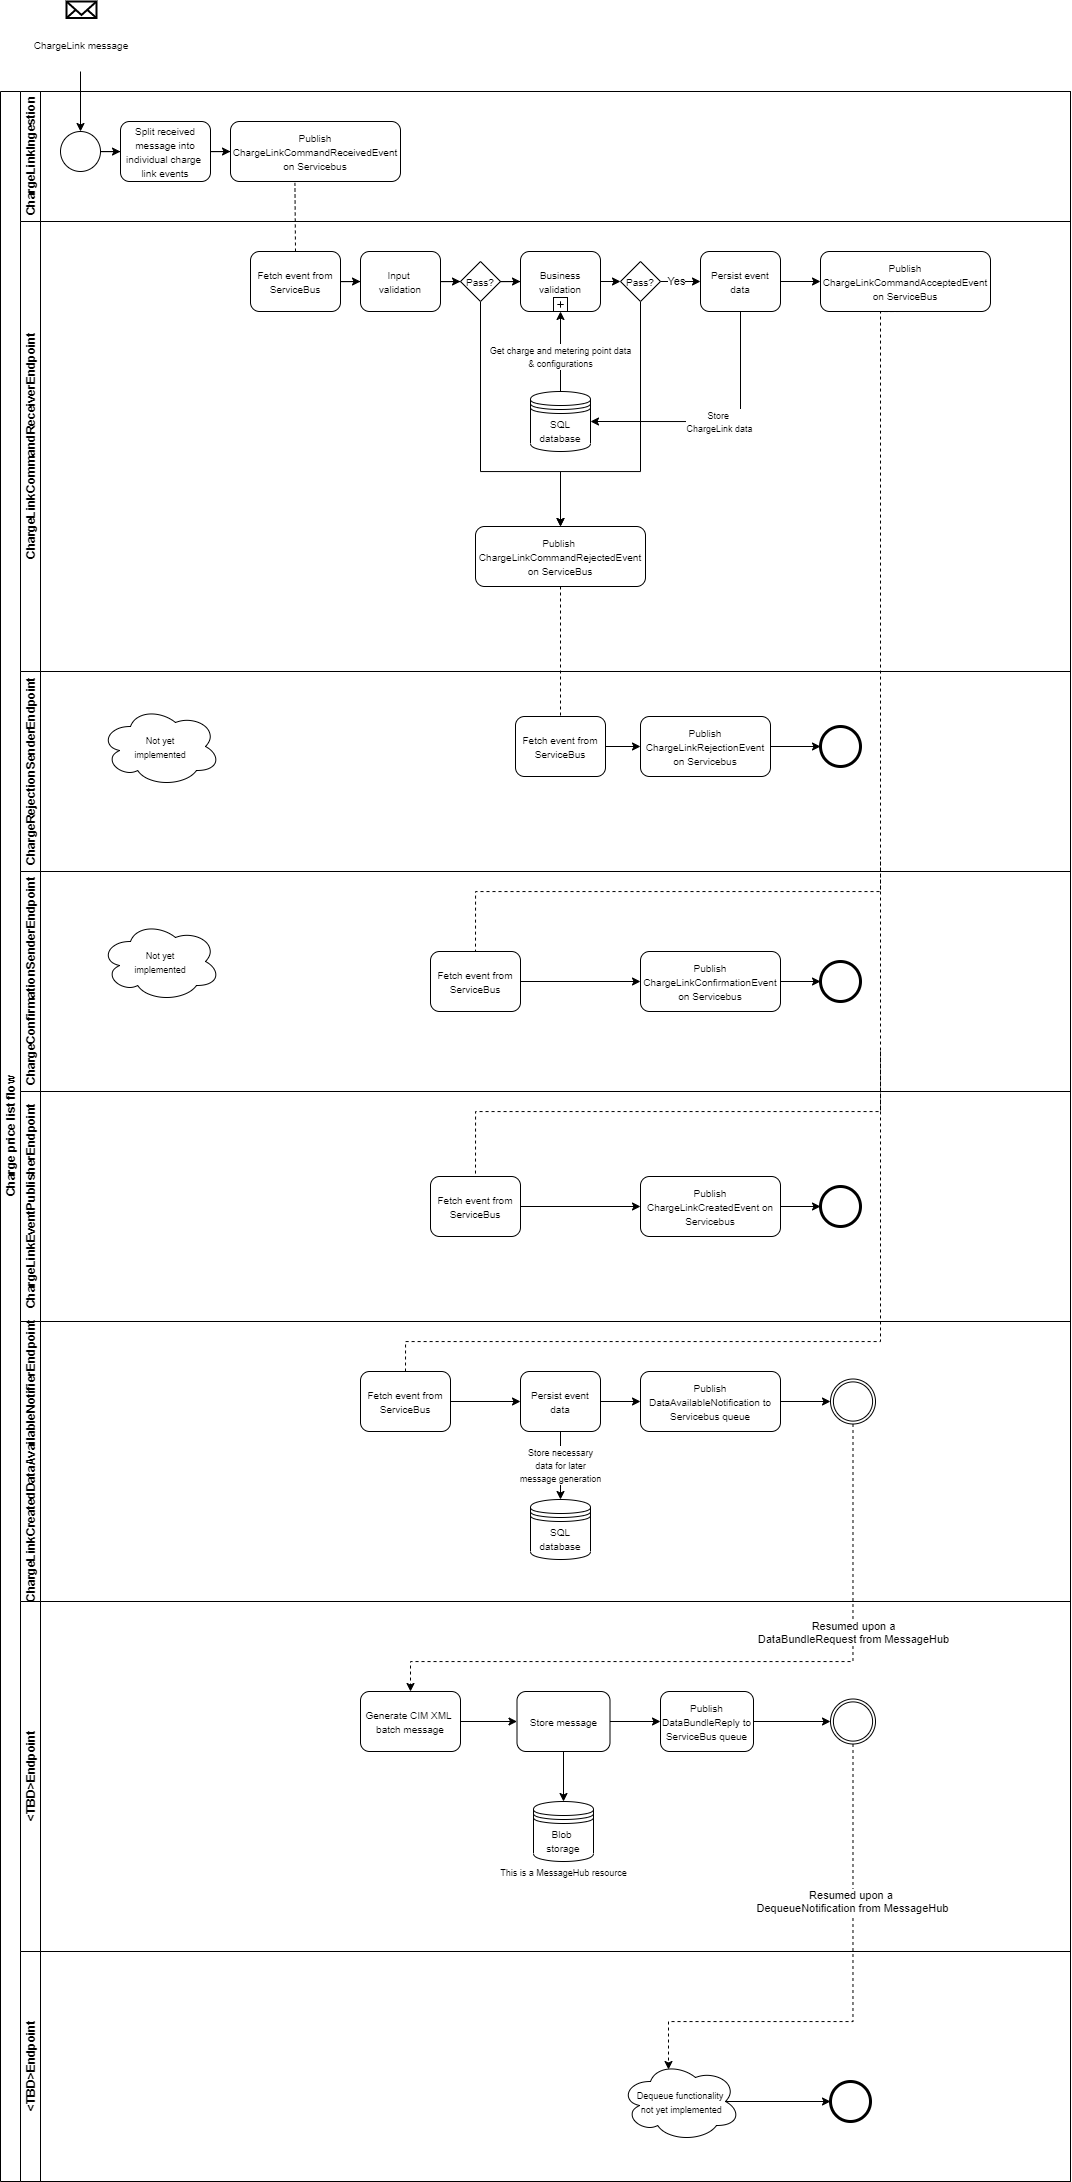 ChargeLink message
Charge price list flow
ChargeLinkIngestion
Split received
message into
individual charge
link events
Publish
ChargeLinkCommandReceivedEvent
on Servicebus
ChargeLinkCommandReceiverEndpoint
Fetch event from
ServiceBus
Input
validation
Pass?
Business
validation
Pass?
Yes
Persist event
data
Publish
ChargeLinkCommandAcceptedEvent
on ServiceBus
Get charge and metering point data
& configurations
SQL
database
Store
ChargeLink data
Publish
ChargeLinkCommandRejectedEvent
on ServiceBus
ChargeRejectionSenderEndpoint
Not yet
implemented
Fetch event from
ServiceBus
Publish
ChargeLinkRejectionEvent
on Servicebus
ChargeConfirmationSenderEndpoint
Not yet
implemented
Fetch event from
ServiceBus
Publish
ChargeLinkConfirmationEvent
on Servicebus
ChargeLinkEventPublisherEndpoint
Fetch event from
ServiceBus
Publish
ChargeLinkCreatedEvent on
Servicebus
ChargeLinkCreatedDataAvailableNotifierEndpoint
Fetch event from
ServiceBus
Persist event
data
Publish
DataAvailableNotification to
Servicebus queue
Store necessary
data for later
message generation
SQL
database
Resumed upon a
DataBundleRequest from MessageHub
<TBD>Endpoint
Generate CIM XML
batch message
Store message
Publish
DataBundleReply to
ServiceBus queue
Blob
storage
This is a MessageHub resource
Resumed upon a
DequeueNotification from MessageHub
<TBD>Endpoint
Dequeue functionality
not yet implemented